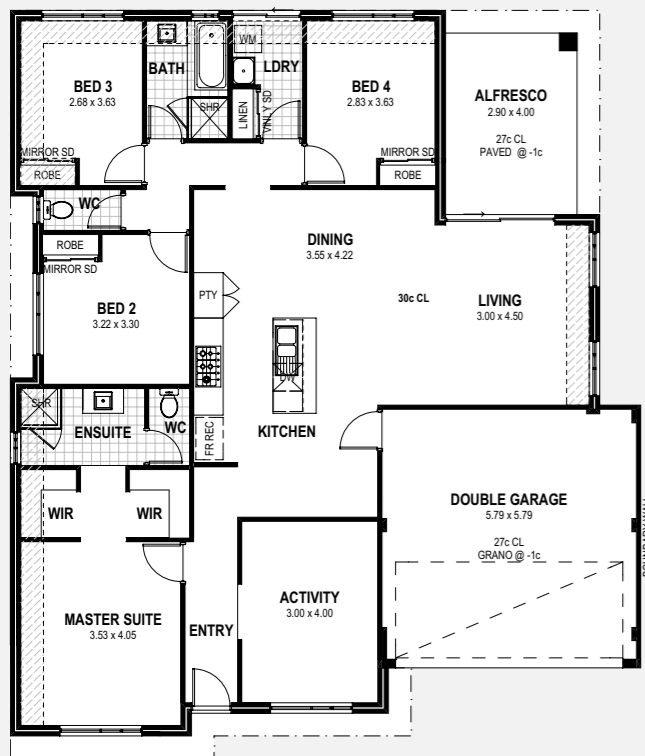 BED 3
2.68 x 3.63
BATH
WM
LDRY
BED 4
2.83 x 3.63
ALFRESCO
2.90 x 4.00
27c CL
PAVED @ -1c
SHR
LINEN
VINLY SD
MIRROR SD
ROBE
MIRROR SD
ROBE
WC
ROBE
MIRROR SD
DINING
3.55 x 4.22
30c CL
LIVING
3.00 x 4.50
PTY
BED 2
3.22 x 3.30
DW
SHR
ENSUITE
WC
FR REC
KITCHEN
WIR
WIR
DOUBLE GARAGE
5.79 x 5.79
27c CL
GRANO @ -1c
MASTER SUITE
3.53 x 4.05
ENTRY
ACTIVITY
3.00 x 4.00